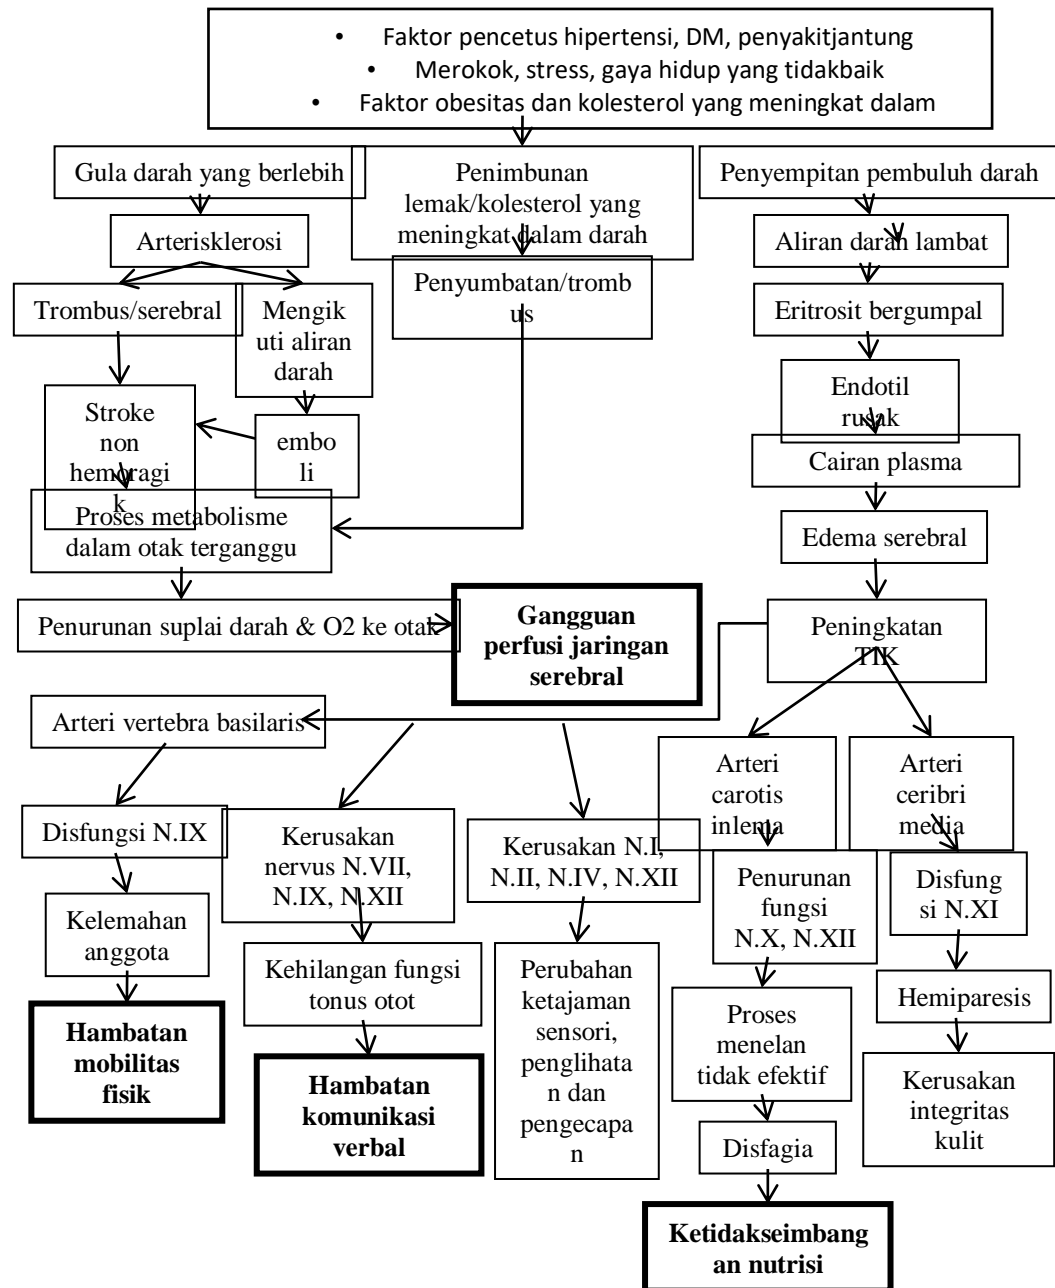 • Faktor pencetus hipertensi, DM, penyakitjantung
• Merokok, stress, gaya hidup yang tidakbaik
• Faktor obesitas dan kolesterol yang meningkat dalam
Gula darah yang berlebih
Penimbunan
lemak/kolesterol yang
meningkat dalam darah
Penyempitan pembuluh darah
Arterisklerosi
Aliran darah lambat
Trombus/serebral
Mengik
uti aliran
darah
Penyumbatan/tromb
us
Eritrosit bergumpal
Stroke
non
hemoragi
k
embo
li
Endotil
rusak
Cairan plasma
Proses metabolisme
dalam otak terganggu
Edema serebral
Penurunan suplai darah & O2 ke otak
Gangguan
perfusi jaringan
serebral
Peningkatan
TIK
Arteri vertebra basilaris
Arteri
carotis
inlema
Arteri
ceribri
media
Disfungsi N.IX
Kerusakan
nervus N.VII,
N.IX, N.XII
Kerusakan N.I,
N.II, N.IV, N.XII
Penurunan
fungsi
N.X, N.XII
Disfung
si N.XI
Kelemahan
anggota
Kehilangan fungsi
tonus otot
Perubahan
ketajaman
sensori,
penglihata
n dan
pengecapa
n
Proses
menelan
tidak efektif
Hemiparesis
Hambatan
mobilitas
fisik
Hambatan
komunikasi
verbal
Disfagia
Kerusakan
integritas
kulit
Ketidakseimbang
an nutrisi